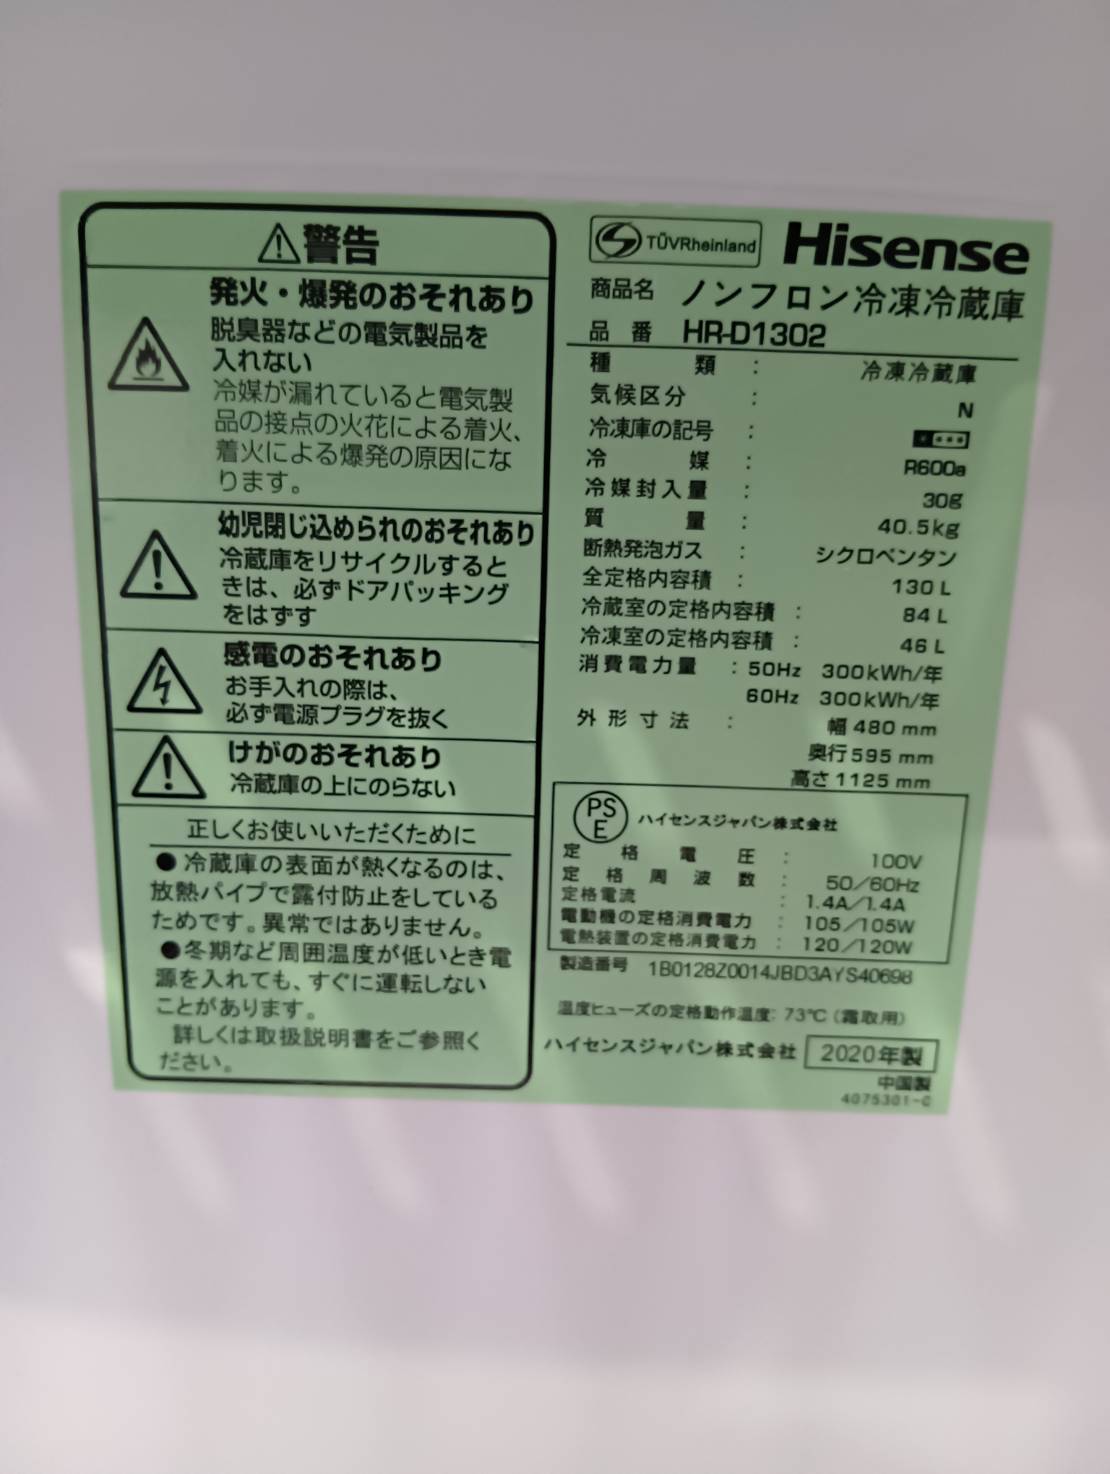 警告
発火・爆発のおそれあり
脱臭器などの電気製品を
入れない
冷媒が漏れていると電気製
品の接点の火花による着火、
着火による爆発の原因にな
ります。
幼児閉じ込められのおそれあり
冷蔵庫をリサイクルすると
きは、必ずドアパッキング
をはずす
感電のおそれあり
お手入れの際は、
必ず電源プラグを抜く
けがのおそれあり
冷蔵庫の上にのらない
正しくお使いいただくために
●冷蔵庫の表面が熱くなるのは、
放熱パイプで露付防止をしている
ためです。異常ではありません。
●冬期など周囲温度が低いとき電
源を入れても、すぐに運転しない
ことがあります。
詳しくは取扱説明書をご参照く
ださい。
TÜVRheinland Hisense
商品名 ノンフロン冷凍冷蔵庫
品番 HR-D1302
種類 : 冷凍冷蔵庫
気候区分 : N
冷凍庫の記号 :
冷媒 : R600a
冷媒封入量 : 30g
質量 : 40.5kg
断熱発泡ガス : シクロペンタン
全定格内容積 : 130 L
冷蔵室の定格内容積 : 84 L
冷凍室の定格内容積 : 46 L
消費電力量 : 50Hz 300kWh/年
60Hz 300kWh/年
外形寸法 : 幅 480 mm
奥行 595 mm
高さ 1125 mm
PSE ハイセンスジャパン株式会社
定格電圧 : 100V
定格周波数 : 50/60Hz
定格電流 : 1.4A/1.4A
電動機の定格消費電力 : 105/105W
電熱装置の定格消費電力 : 120/120W
製造番号 1B0128Z0014JBD3AYS40698
温度ヒューズの定格動作温度: 73℃(霜取用)
ハイセンスジャパン株式会社 2020年製
中国製
4075301-C